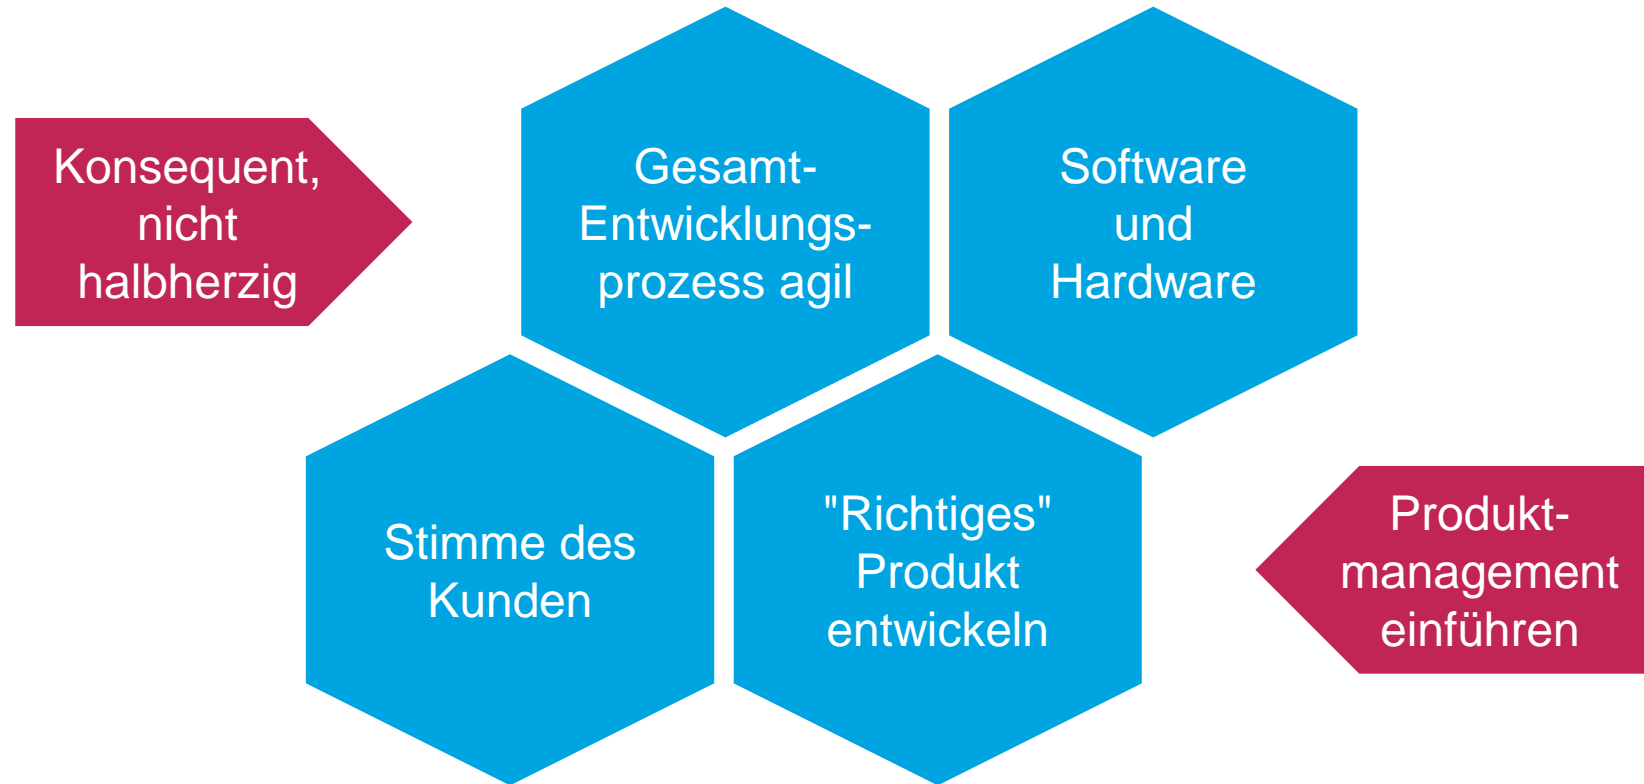 Konsequent,
nicht
halbherzig
Gesamt-
Entwicklungs-
prozess agil
Software
und
Hardware
Stimme des
Kunden
"Richtiges"
Produkt
entwickeln
Produkt-
management
einführen